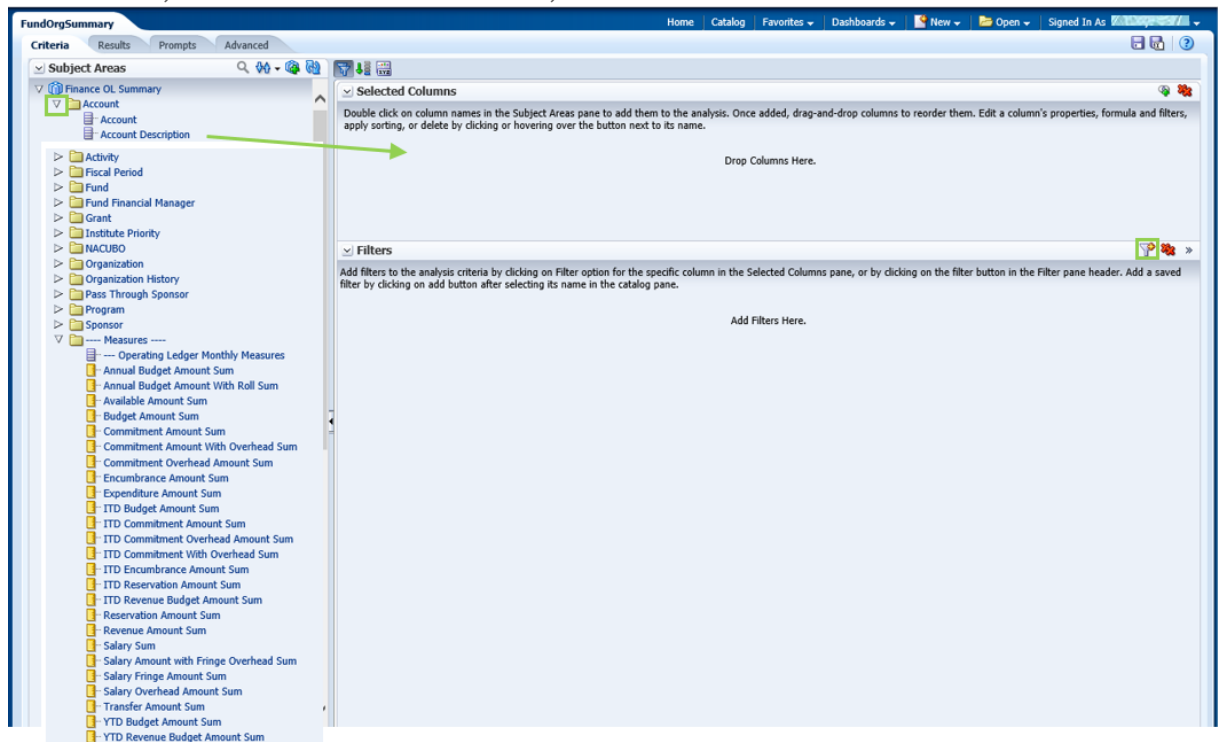 FundOrgSummary
Home Catalog Favorites Dashboards New Open Signed In As
Criteria Results Prompts Advanced
Subject Areas
Finance OL Summary
Account
Account
Account Description
Activity
Fiscal Period
Fund
Fund Financial Manager
Grant
Institute Priority
NACUBO
Organization
Organization History
Pass Through Sponsor
Program
Sponsor
---- Measures ----
--- Operating Ledger Monthly Measures
Annual Budget Amount Sum
Annual Budget Amount With Roll Sum
Available Amount Sum
Budget Amount Sum
Commitment Amount Sum
Commitment Amount With Overhead Sum
Commitment Overhead Amount Sum
Encumbrance Amount Sum
Expenditure Amount Sum
ITD Budget Amount Sum
ITD Commitment Amount Sum
ITD Commitment Overhead Amount Sum
ITD Commitment With Overhead Sum
ITD Encumbrance Amount Sum
ITD Reservation Amount Sum
ITD Revenue Budget Amount Sum
Reservation Amount Sum
Revenue Amount Sum
Salary Sum
Salary Amount with Fringe Overhead Sum
Salary Fringe Amount Sum
Salary Overhead Amount Sum
Transfer Amount Sum
YTD Budget Amount Sum
YTD Revenue Budget Amount Sum
Selected Columns
Double click on column names in the Subject Areas pane to add them to the analysis. Once added, drag-and-drop columns to reorder them. Edit a column's properties, formula and filters,
apply sorting, or delete by clicking or hovering over the button next to its name.
Drop Columns Here.
Filters
Add filters to the analysis criteria by clicking on Filter option for the specific column in the Selected Columns pane, or by clicking on the filter button in the Filter pane header. Add a saved
filter by clicking on add button after selecting its name in the catalog pane.
Add Filters Here.